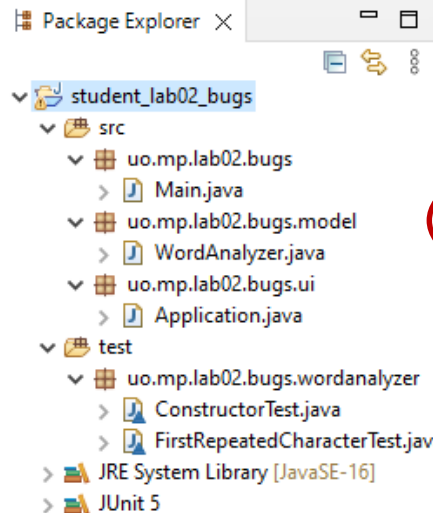 Package Explorer
student_lab02_bugs
src
uo.mp.lab02.bugs
Main.java
uo.mp.lab02.bugs.model
WordAnalyzer.java
uo.mp.lab02.bugs.ui
Application.java
test
uo.mp.lab02.bugs.wordanalyzer
ConstructorTest.java
FirstRepeatedCharacterTest.jav
JRE System Library [JavaSE-16]
JUnit 5